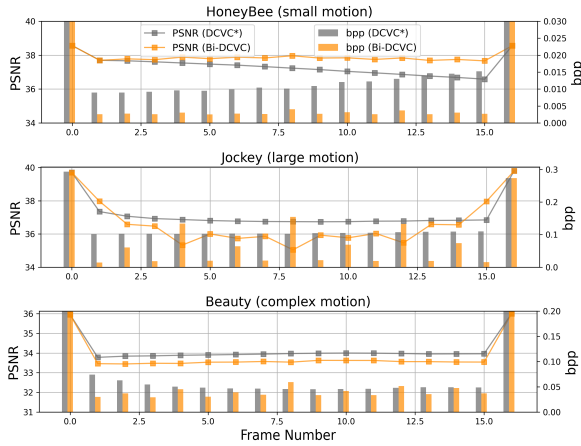 HoneyBee (small motion)
40
38
36
34
PSNR
PSNR (DCVC*)
PSNR (Bi-DCVC)
bpp (DCVC*)
bpp (Bi-DCVC)
0.030
0.025
0.020
0.015
0.010
0.005
0.000
bpp
0.0 2.5 5.0 7.5 10.0 12.5 15.0
Jockey (large motion)
40
38
36
34
PSNR
0.3
0.2
0.1
0.0
bpp
0.0 2.5 5.0 7.5 10.0 12.5 15.0
Beauty (complex motion)
36
35
34
33
32
31
PSNR
0.20
0.15
0.10
0.05
0.00
bpp
0.0 2.5 5.0 7.5 10.0 12.5 15.0
Frame Number